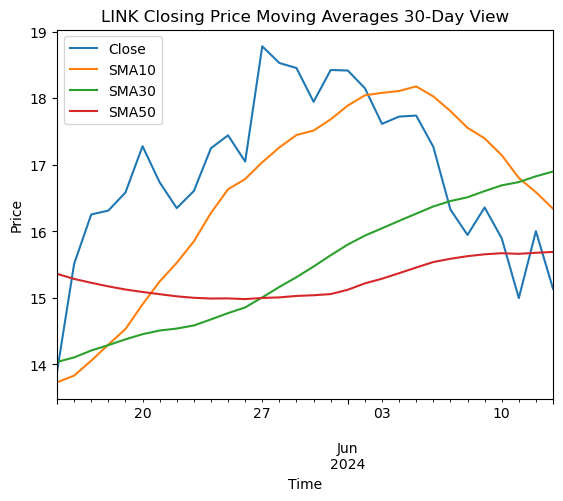 LINK Closing Price Moving Averages 30-Day View
Close
SMA10
SMA30
SMA50
19
18
17
16
15
14
Price
20
27
03
10
Jun
2024
Time